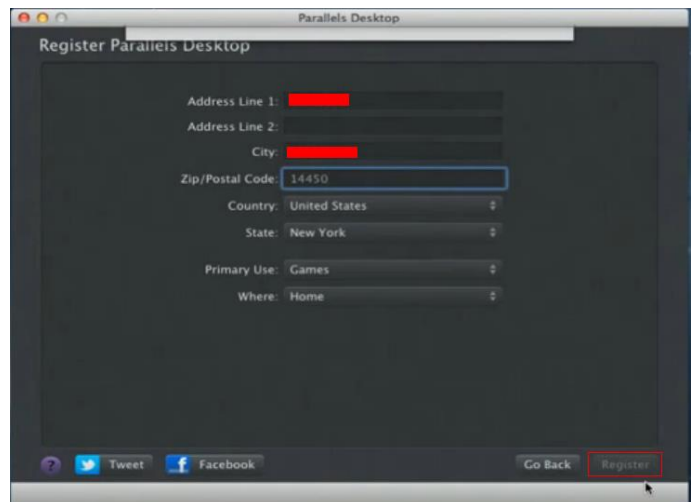 Parallels Desktop
Register Parallels Desktop
Address Line 1:
Address Line 2:
City:
Zip/Postal Code: 14450
Country: United States
State: New York
Primary Use: Games
Where: Home
? Tweet f Facebook Go Back Register